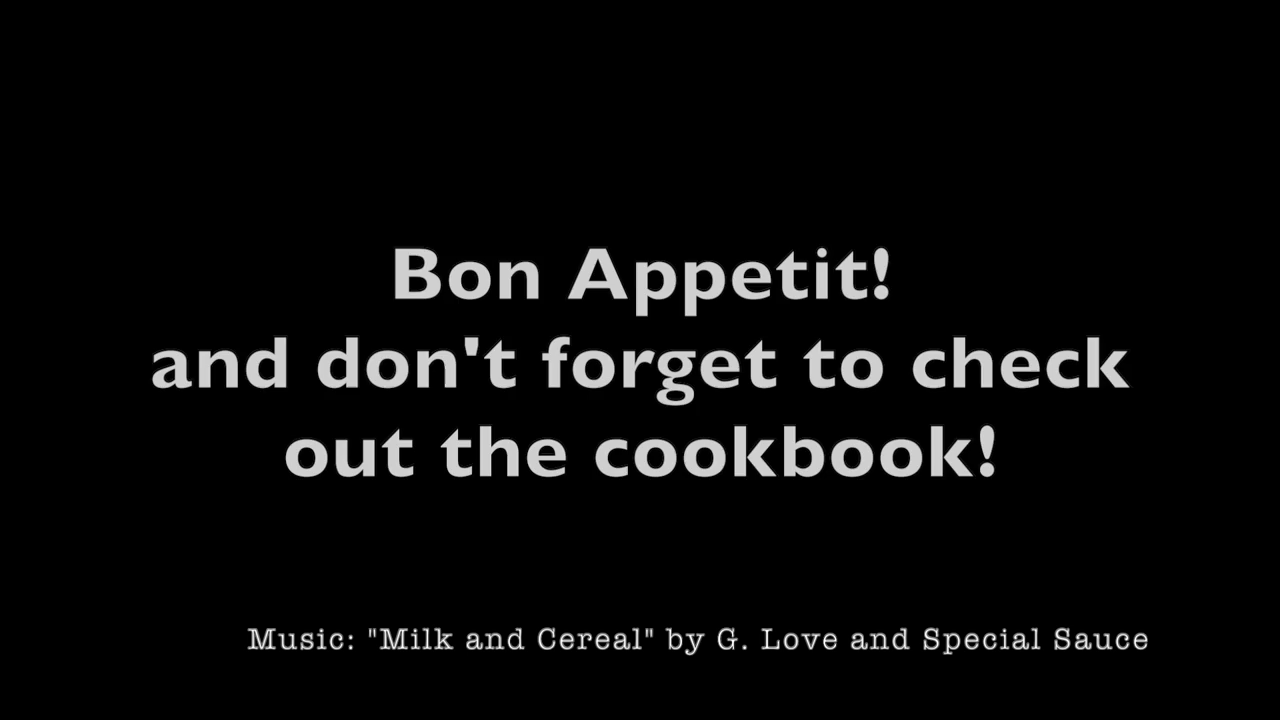 Bon Appetit!
and don't forget to check
out the cookbook!
Music: "Milk and Cereal" by G. Love and Special Sauce